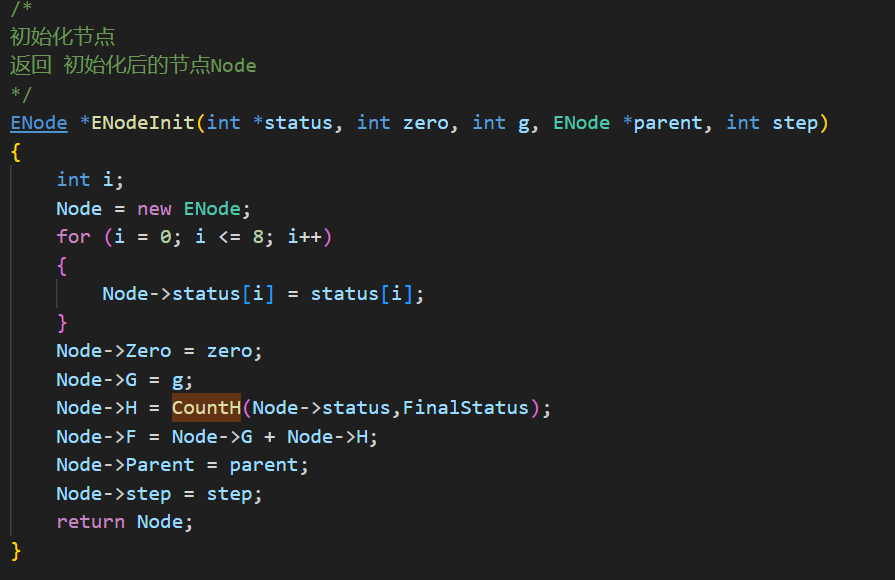 /*
初始化节点
返回 初始化后的节点Node
*/
ENode *ENodeInit(int *status, int zero, int g, ENode *parent, int step)
{
    int i;
    Node = new ENode;
    for (i = 0; i <= 8; i++)
    {
        Node->status[i] = status[i];
    }
    Node->Zero = zero;
    Node->G = g;
    Node->H = CountH(Node->status,FinalStatus);
    Node->F = Node->G + Node->H;
    Node->Parent = parent;
    Node->step = step;
    return Node;
}